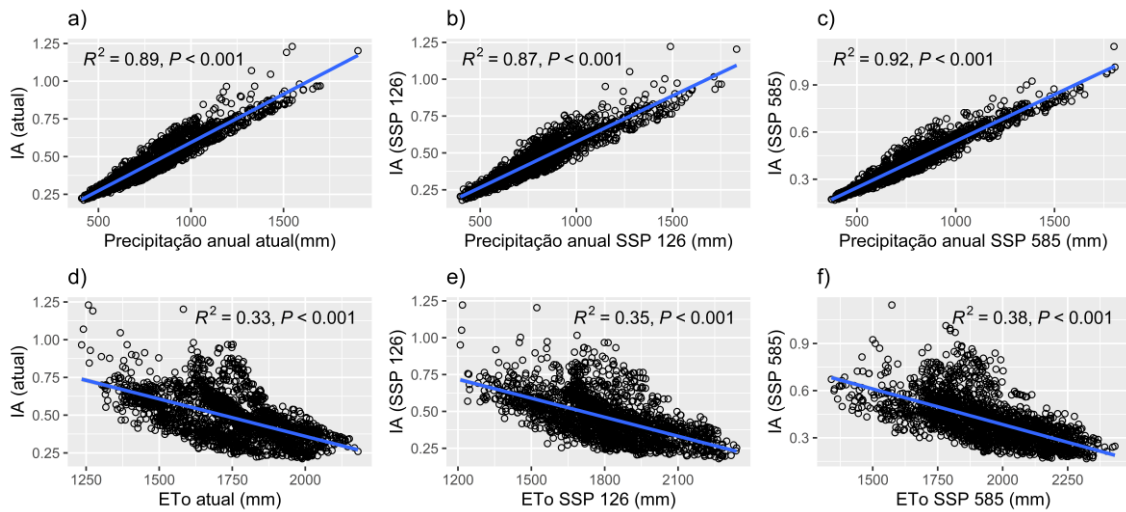 a)
R² = 0.89, P < 0.001
IA (atual)
1.25
1.00
0.75
0.50
0.25
500 1000 1500
Precipitação anual atual(mm)
b)
R² = 0.87, P < 0.001
IA (SSP 126)
1.25
1.00
0.75
0.50
0.25
500 1000 1500
Precipitação anual SSP 126 (mm)
c)
R² = 0.92, P < 0.001
IA (SSP 585)
0.9
0.6
0.3
500 1000 1500
Precipitação anual SSP 585 (mm)
d)
R² = 0.33, P < 0.001
IA (atual)
1.25
1.00
0.75
0.50
0.25
1250 1500 1750 2000
ETo atual (mm)
e)
R² = 0.35, P < 0.001
IA (SSP 126)
1.25
1.00
0.75
0.50
0.25
1200 1500 1800 2100
ETo SSP 126 (mm)
f)
R² = 0.38, P < 0.001
IA (SSP 585)
0.9
0.6
0.3
1500 1750 2000 2250
ETo SSP 585 (mm)